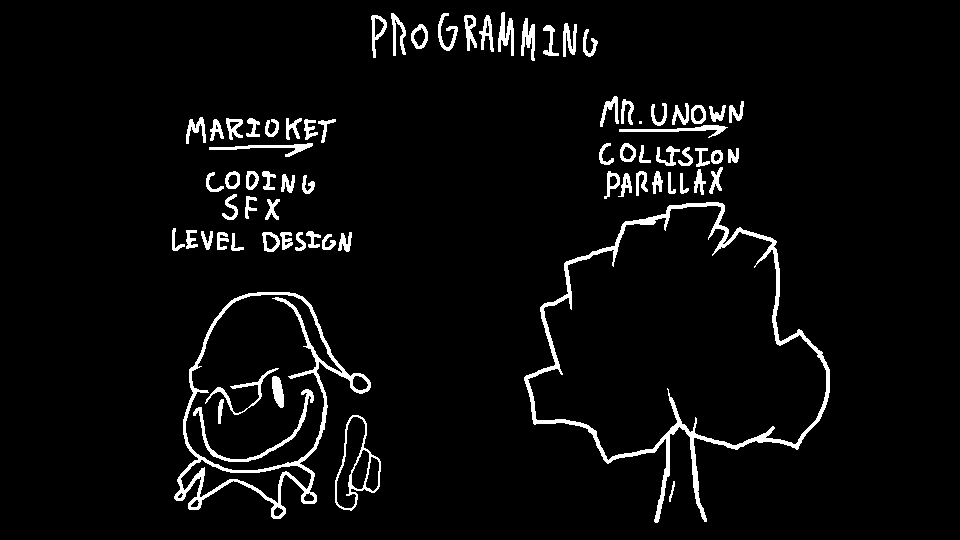 PROGRAMMING
MARIOKET
CODING
SFX
LEVEL DESIGN
MR. UNOWN
COLLISION
PARALLAX